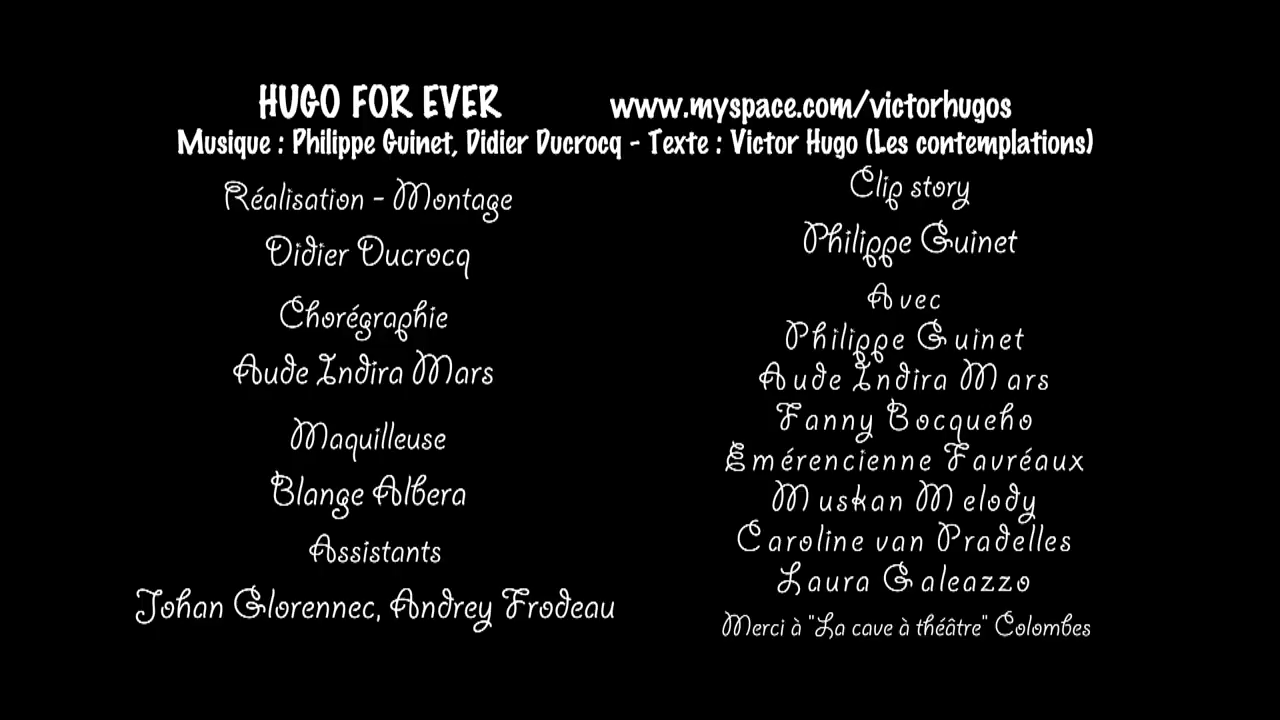 HUGO FOR EVER www.myspace.com/victorhugos
Musique : Philippe Guinet, Didier Ducrocq - Texte : Victor Hugo (Les contemplations)
Réalisation - Montage
Didier Ducrocq
Chorégraphie
Aude Indira Mars
Maquilleuse
Blange Albera
Assistants
Johan Glorennec, Andrey Frodeau
Clip story
Philippe Guinet
Avec
Philippe Guinet
Aude Indira Mars
Fanny Bocqueho
Emérencienne Favréaux
Muskan Melody
Caroline van Pradelles
Laura Galeazzo
Merci à "La cave à théâtre" Colombes